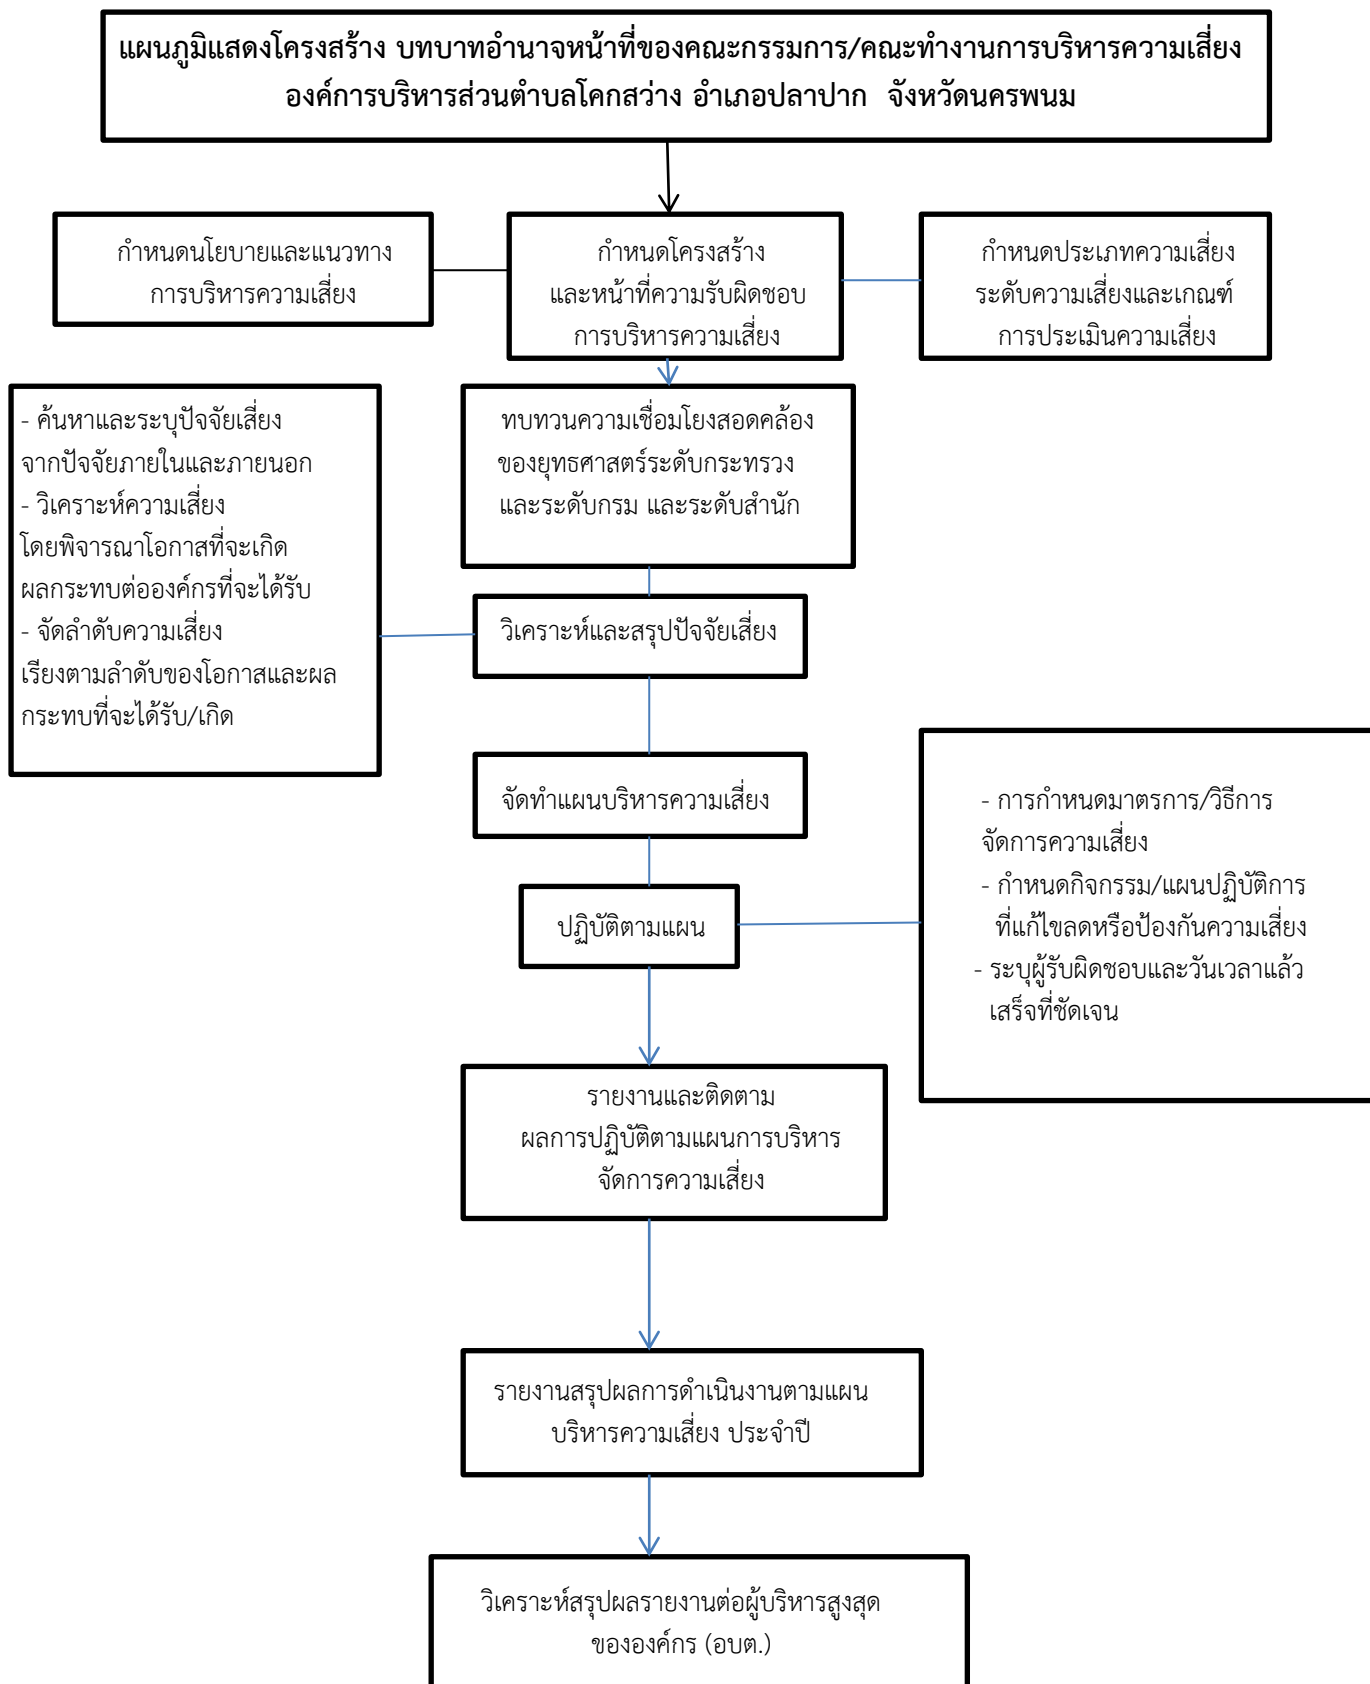 แผนภูมิแสดงโครงสร้าง บทบาทอำนาจหน้าที่ของคณะกรรมการ/คณะทำงานการบริหารความเสี่ยง
องค์การบริหารส่วนตำบลโคกสว่าง อำเภอปลาปาก จังหวัดนครพนม
กำหนดนโยบายและแนวทาง
การบริหารความเสี่ยง
กำหนดโครงสร้าง
และหน้าที่ความรับผิดชอบ
การบริหารความเสี่ยง
กำหนดประเภทความเสี่ยง
ระดับความเสี่ยงและเกณฑ์
การประเมินความเสี่ยง
- ค้นหาและระบุปัจจัยเสี่ยง
จากปัจจัยภายในและภายนอก
- วิเคราะห์ความเสี่ยง
โดยพิจารณาโอกาสที่จะเกิด
ผลกระทบต่อองค์กรที่จะได้รับ
- จัดลำดับความเสี่ยง
เรียงตามลำดับของโอกาสและผล
กระทบที่จะได้รับ/เกิด
ทบทวนความเชื่อมโยงสอดคล้อง
ของยุทธศาสตร์ระดับกระทรวง
และระดับกรม และระดับสำนัก
วิเคราะห์และสรุปปัจจัยเสี่ยง
จัดทำแผนบริหารความเสี่ยง
ปฏิบัติตามแผน
- การกำหนดมาตรการ/วิธีการ
จัดการความเสี่ยง
- กำหนดกิจกรรม/แผนปฏิบัติการ
ที่แก้ไขลดหรือป้องกันความเสี่ยง
- ระบุผู้รับผิดชอบและวันเวลาแล้ว
เสร็จที่ชัดเจน
รายงานและติดตาม
ผลการปฏิบัติตามแผนการบริหาร
จัดการความเสี่ยง
รายงานสรุปผลการดำเนินงานตามแผน
บริหารความเสี่ยง ประจำปี
วิเคราะห์สรุปผลรายงานต่อผู้บริหารสูงสุด
ขององค์กร (อบต.)